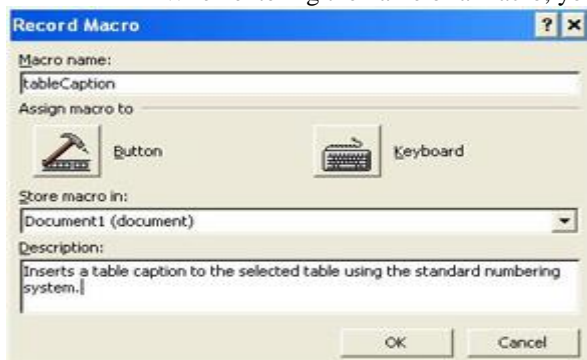 Record Macro
Macro name:
tableCaption
Assign macro to
Button
Keyboard
Store macro in:
Document1 (document)
Description:
Inserts a table caption to the selected table using the standard numbering
system.
OK
Cancel